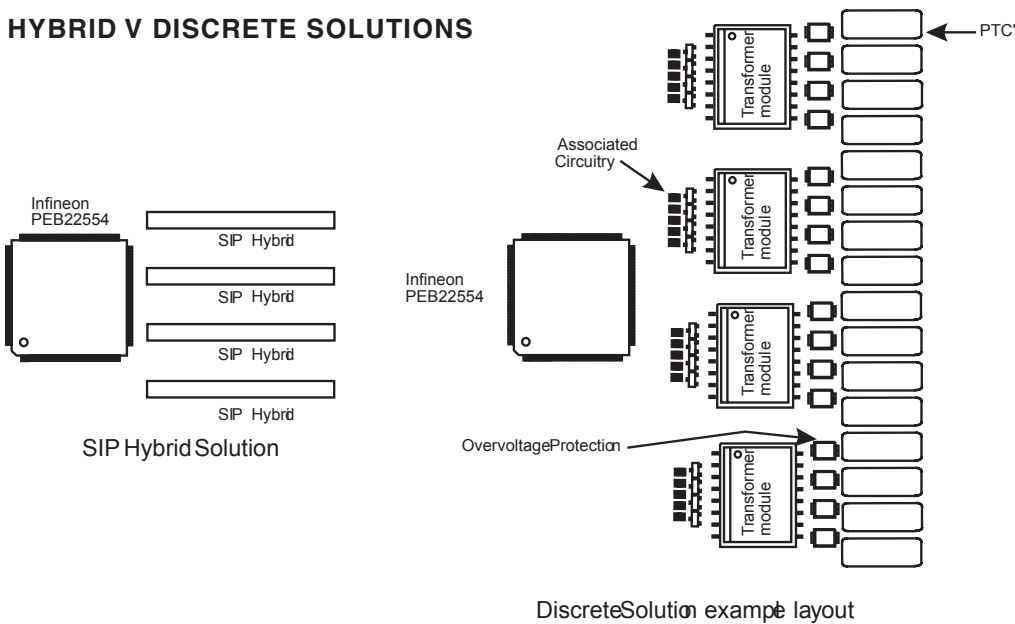 HYBRID V DISCRETE SOLUTIONS
PTC'
Transformer
module
Associated
Circuitry
Transformer
module
Infineon
PEB22554
SIP Hybrid
SIP Hybrid
SIP Hybrid
SIP Hybrid
SIP Hybrid Solution
Infineon
PEB22554
Transformer
module
OvervoltageProtection
Transformer
module
DiscreteSolution example layout